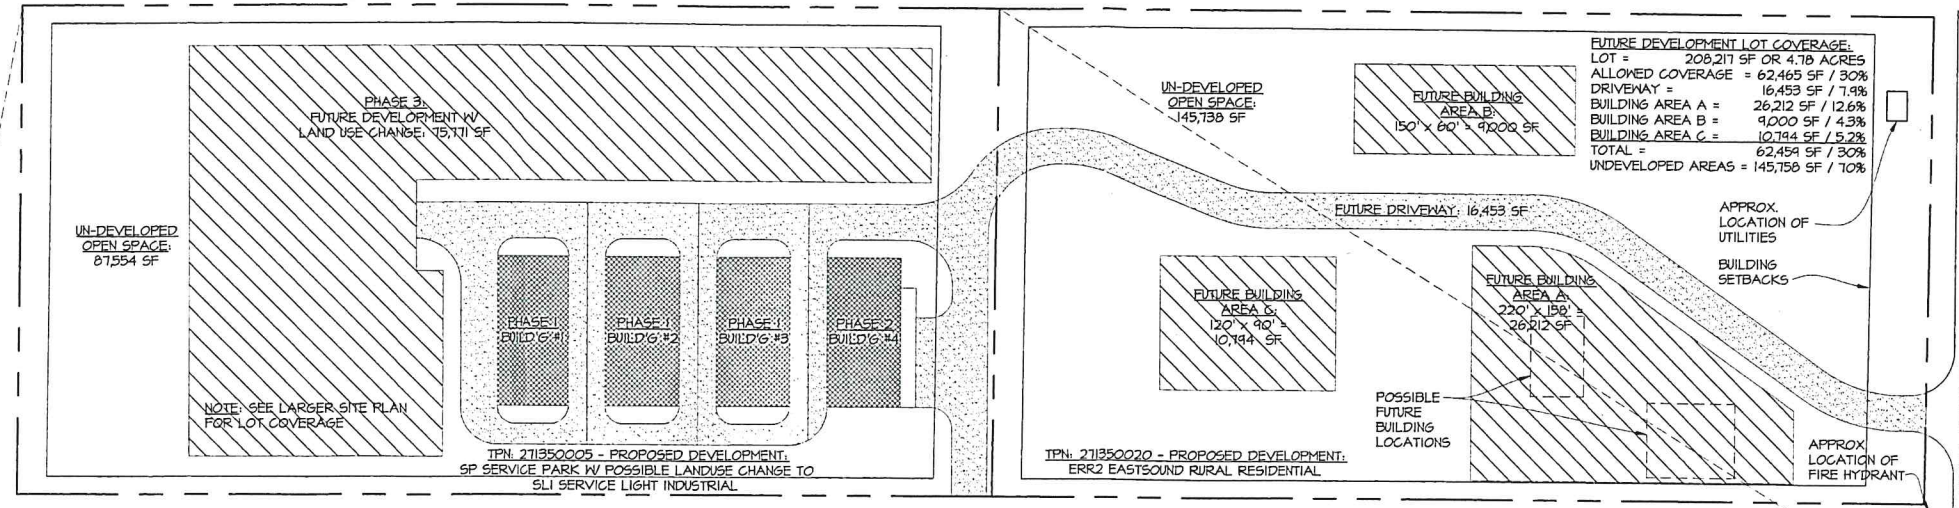 PHASE 3:
FUTURE DEVELOPMENT W/
LAND USE CHANGE: 75,771 SF
UN-DEVELOPED
OPEN SPACE:
87,554 SF
NOTE: SEE LARGER SITE PLAN
FOR LOT COVERAGE
PHASE 1
BUILD'G #1
PHASE 1
BUILD'G #2
PHASE 1
BUILD'G #3
PHASE 2
BUILD'G #4
TPN: 271350005 - PROPOSED DEVELOPMENT:
SP SERVICE PARK W/ POSSIBLE LANDUSE CHANGE TO
SLI SERVICE LIGHT INDUSTRIAL
UN-DEVELOPED
OPEN SPACE:
145,738 SF
FUTURE BUILDING
AREA B:
150' x 60' = 9,000 SF
FUTURE DEVELOPMENT LOT COVERAGE:
LOT = 208,217 SF OR 4.78 ACRES
ALLOWED COVERAGE = 62,465 SF / 30%
DRIVEWAY = 16,453 SF / 7.9%
BUILDING AREA A = 26,212 SF / 12.6%
BUILDING AREA B = 9,000 SF / 4.3%
BUILDING AREA C = 10,794 SF / 5.2%
TOTAL = 62,459 SF / 30%
UNDEVELOPED AREAS = 145,758 SF / 70%
FUTURE DRIVEWAY: 16,453 SF
APPROX.
LOCATION OF
UTILITIES
BUILDING
SETBACKS
FUTURE BUILDING
AREA C:
120' x 90' =
10,794 SF
FUTURE BUILDING
AREA A:
220' x 158' =
26,212 SF
POSSIBLE
FUTURE
BUILDING
LOCATIONS
TPN: 271350020 - PROPOSED DEVELOPMENT:
ERR2 EASTSOUND RURAL RESIDENTIAL
APPROX.
LOCATION OF
FIRE HYDRANT